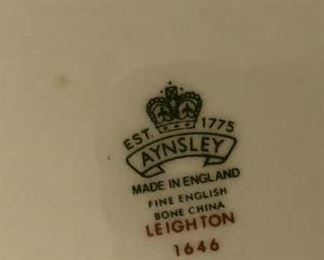 EST. 1775
AYNSLEY
MADE IN ENGLAND
FINE ENGLISH
BONE CHINA
LEIGHTON
1646